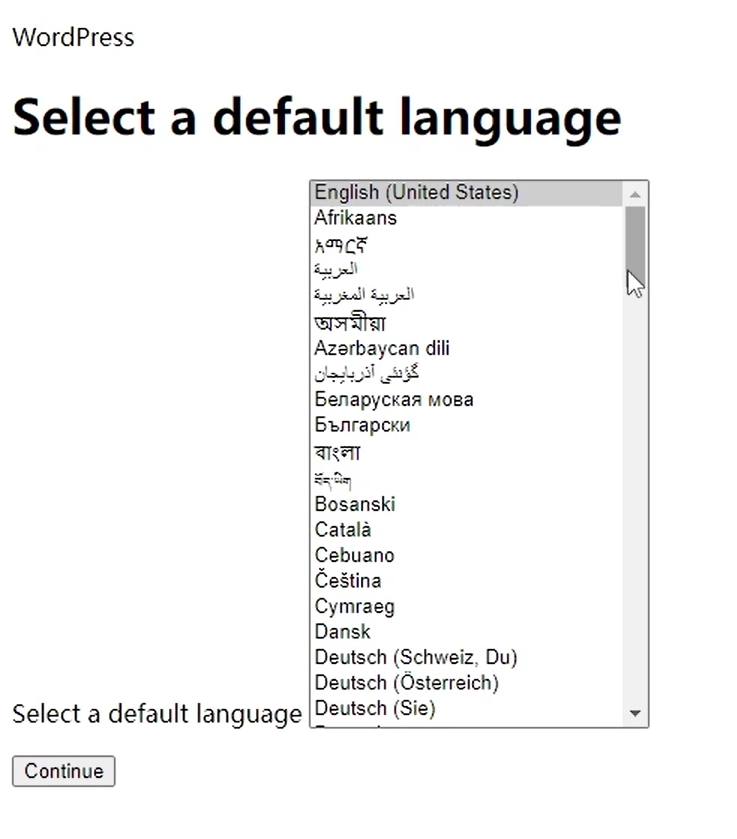 WordPress
Select a default language
English (United States)
Afrikaans
አማርኛ
العربية
العربية المغربية
অসমীয়া
Azərbaycan dili
گؤنئی آذربایجان
Беларуская мова
Български
বাংলা
བོད་ཡིག
Bosanski
Català
Cebuano
Čeština
Cymraeg
Dansk
Deutsch (Schweiz, Du)
Deutsch (Österreich)
Deutsch (Sie)
Select a default language
Continue